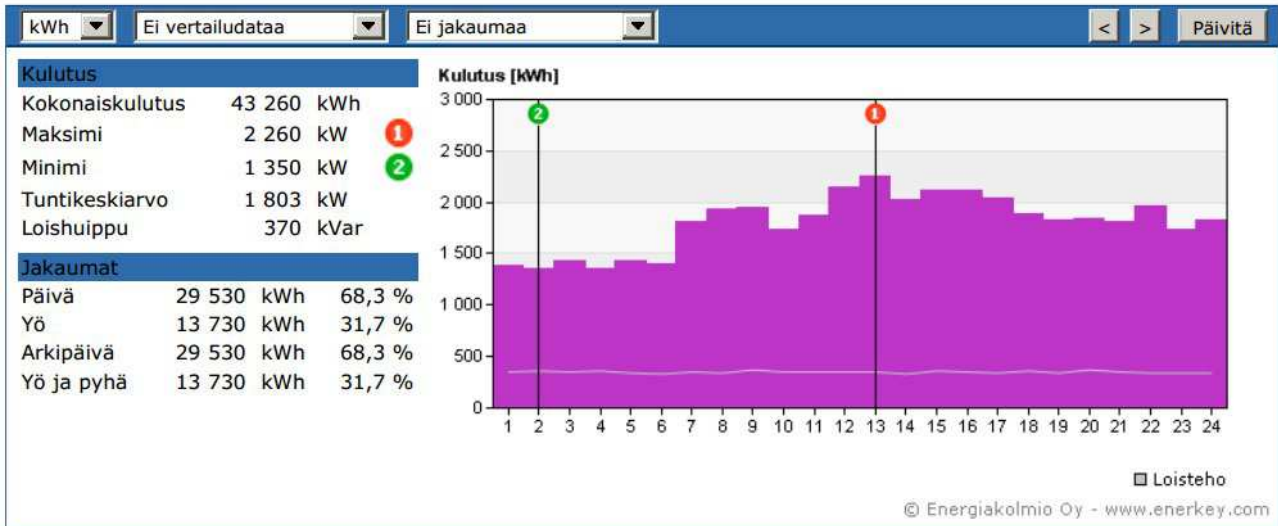 kWh Ei vertailudataa Ei jakaumaa < > Päivitä
Kulutus
Kokonaiskulutus 43 260 kWh
Maksimi 2 260 kW 1
Minimi 1 350 kW 2
Tuntikeskiarvo 1 803 kW
Loishuippu 370 kVar
Jakaumat
Päivä 29 530 kWh 68,3 %
Yö 13 730 kWh 31,7 %
Arkipäivä 29 530 kWh 68,3 %
Yö ja pyhä 13 730 kWh 31,7 %
Kulutus [kWh]
3 000
2 500
2 000
1 500
1 000
500
0
2 1
1 2 3 4 5 6 7 8 9 10 11 12 13 14 15 16 17 18 19 20 21 22 23 24
Loisteho
© Energiakolmio Oy - www.enerkey.com